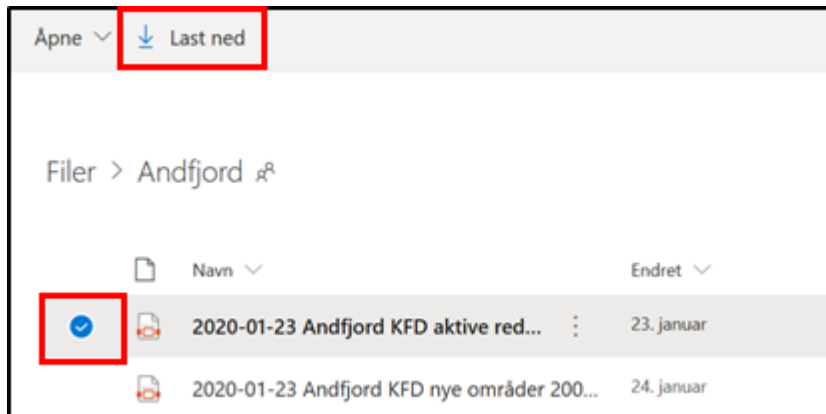 Åpne Last ned
Filer > Andfjord
Navn Endret
2020-01-23 Andfjord KFD aktive red... 23. januar
2020-01-23 Andfjord KFD nye områder 200... 24. januar